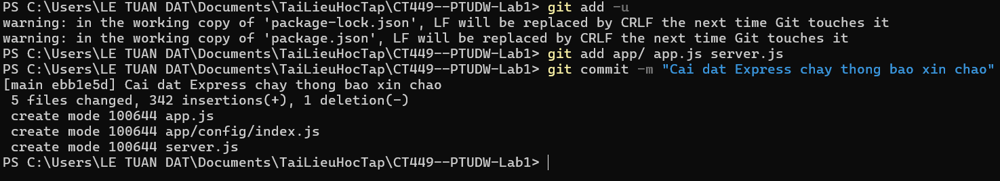 PS C:\Users\LE TUAN DAT\Documents\TaiLieuHocTap\CT449--PTUDW-Lab1> git add -u
warning: in the working copy of 'package-lock.json', LF will be replaced by CRLF the next time Git touches it
warning: in the working copy of 'package.json', LF will be replaced by CRLF the next time Git touches it
PS C:\Users\LE TUAN DAT\Documents\TaiLieuHocTap\CT449--PTUDW-Lab1> git add app/ app.js server.js
PS C:\Users\LE TUAN DAT\Documents\TaiLieuHocTap\CT449--PTUDW-Lab1> git commit -m "Cai dat Express chay thong bao xin chao"
[main ebb1e5d] Cai dat Express chay thong bao xin chao
 5 files changed, 342 insertions(+), 1 deletion(-)
 create mode 100644 app.js
 create mode 100644 app/config/index.js
 create mode 100644 server.js
PS C:\Users\LE TUAN DAT\Documents\TaiLieuHocTap\CT449--PTUDW-Lab1>